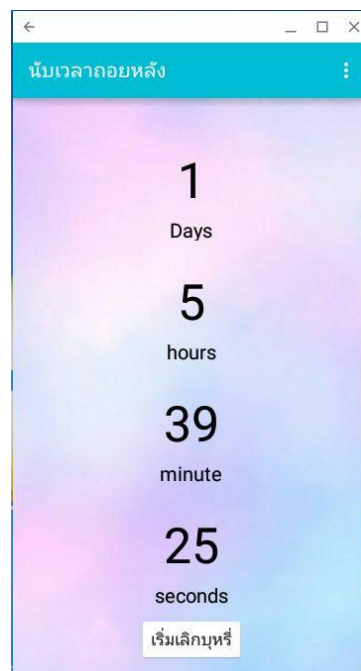 นับเวลาถอยหลัง
1
Days
5
hours
39
minute
25
seconds
เริ่มเลิกบุหรี่